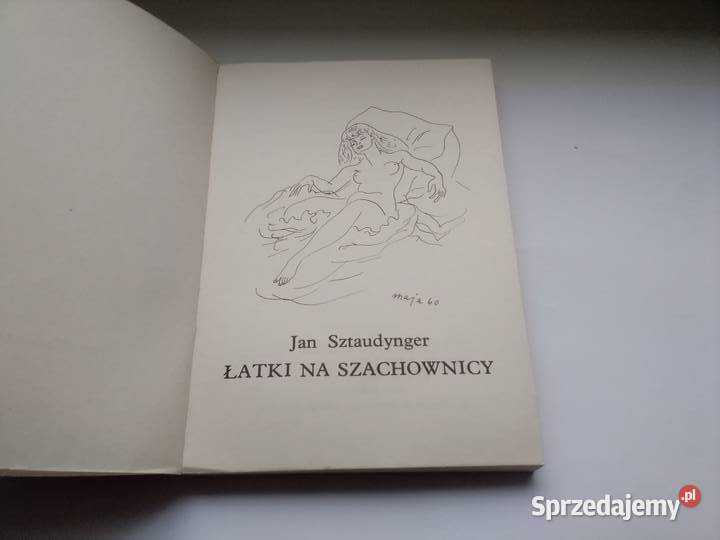 maja 60
Jan Sztaudynger
ŁATKI NA SZACHOWNICY
Sprzedajemy.pl